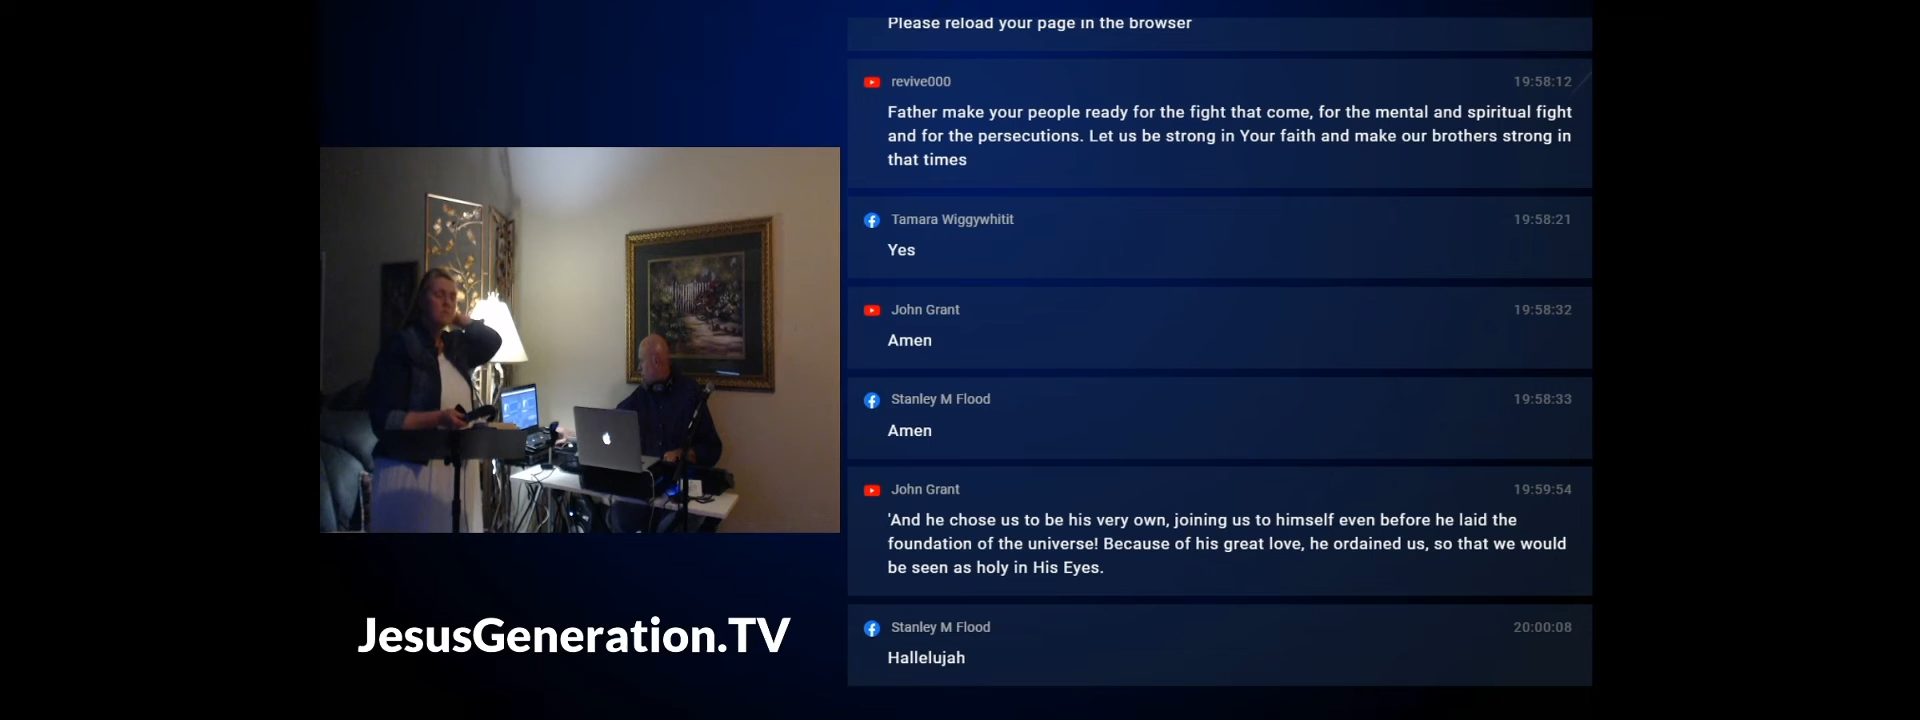 Please reload your page in the browser
revive000 19:58:12
Father make your people ready for the fight that come, for the mental and spiritual fight
and for the persecutions. Let us be strong in Your faith and make our brothers strong in
that times
Tamara Wiggywhitit 19:58:21
Yes
John Grant 19:58:32
Amen
Stanley M Flood 19:58:33
Amen
John Grant 19:59:54
'And he chose us to be his very own, joining us to himself even before he laid the
foundation of the universe! Because of his great love, he ordained us, so that we would
be seen as holy in His Eyes.
Stanley M Flood 20:00:08
Hallelujah
JesusGeneration.TV